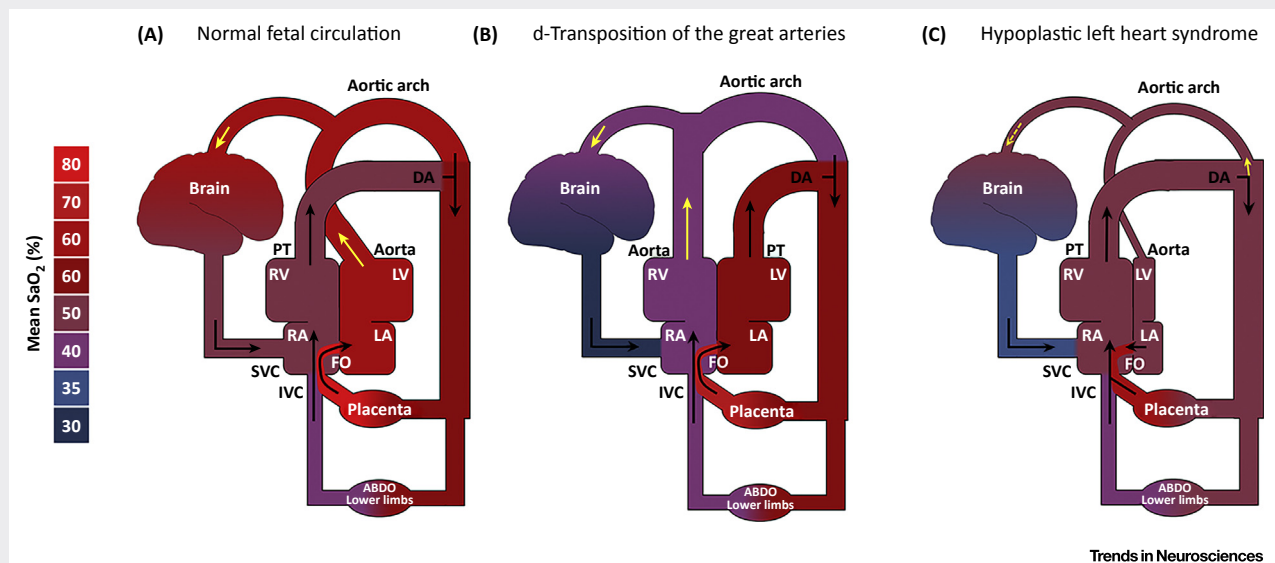 (A) Normal fetal circulation
(B) d-Transposition of the great arteries
(C) Hypoplastic left heart syndrome
Mean SaO2 (%)
80
70
60
60
50
40
35
30
Aortic arch
Brain
DA
PT
Aorta
RV
LV
RA
LA
FO
SVC
IVC
Placenta
ABDO
Lower limbs
Aortic arch
Brain
DA
Aorta
PT
RV
LV
RA
LA
FO
SVC
IVC
Placenta
ABDO
Lower limbs
Aortic arch
Brain
DA
PT
Aorta
RV
LV
RA
LA
FO
SVC
IVC
Placenta
ABDO
Lower limbs
Trends in Neurosciences